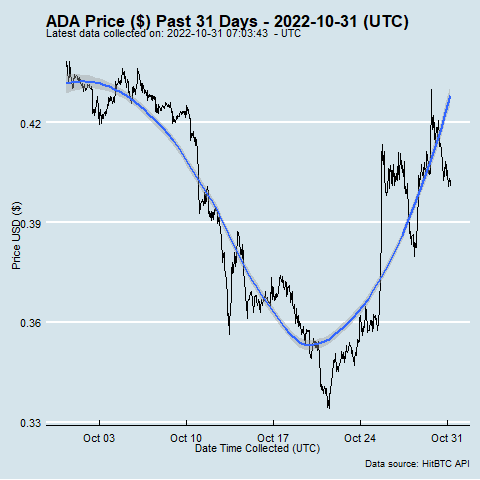 ADA Price ($) Past 31 Days - 2022-10-31 (UTC)
Latest data collected on: 2022-10-31 07:03:43 - UTC
Price USD ($)
0.42
0.39
0.36
0.33
Oct 03 Oct 10 Oct 17 Oct 24 Oct 31
Date Time Collected (UTC)
Data source: HitBTC API